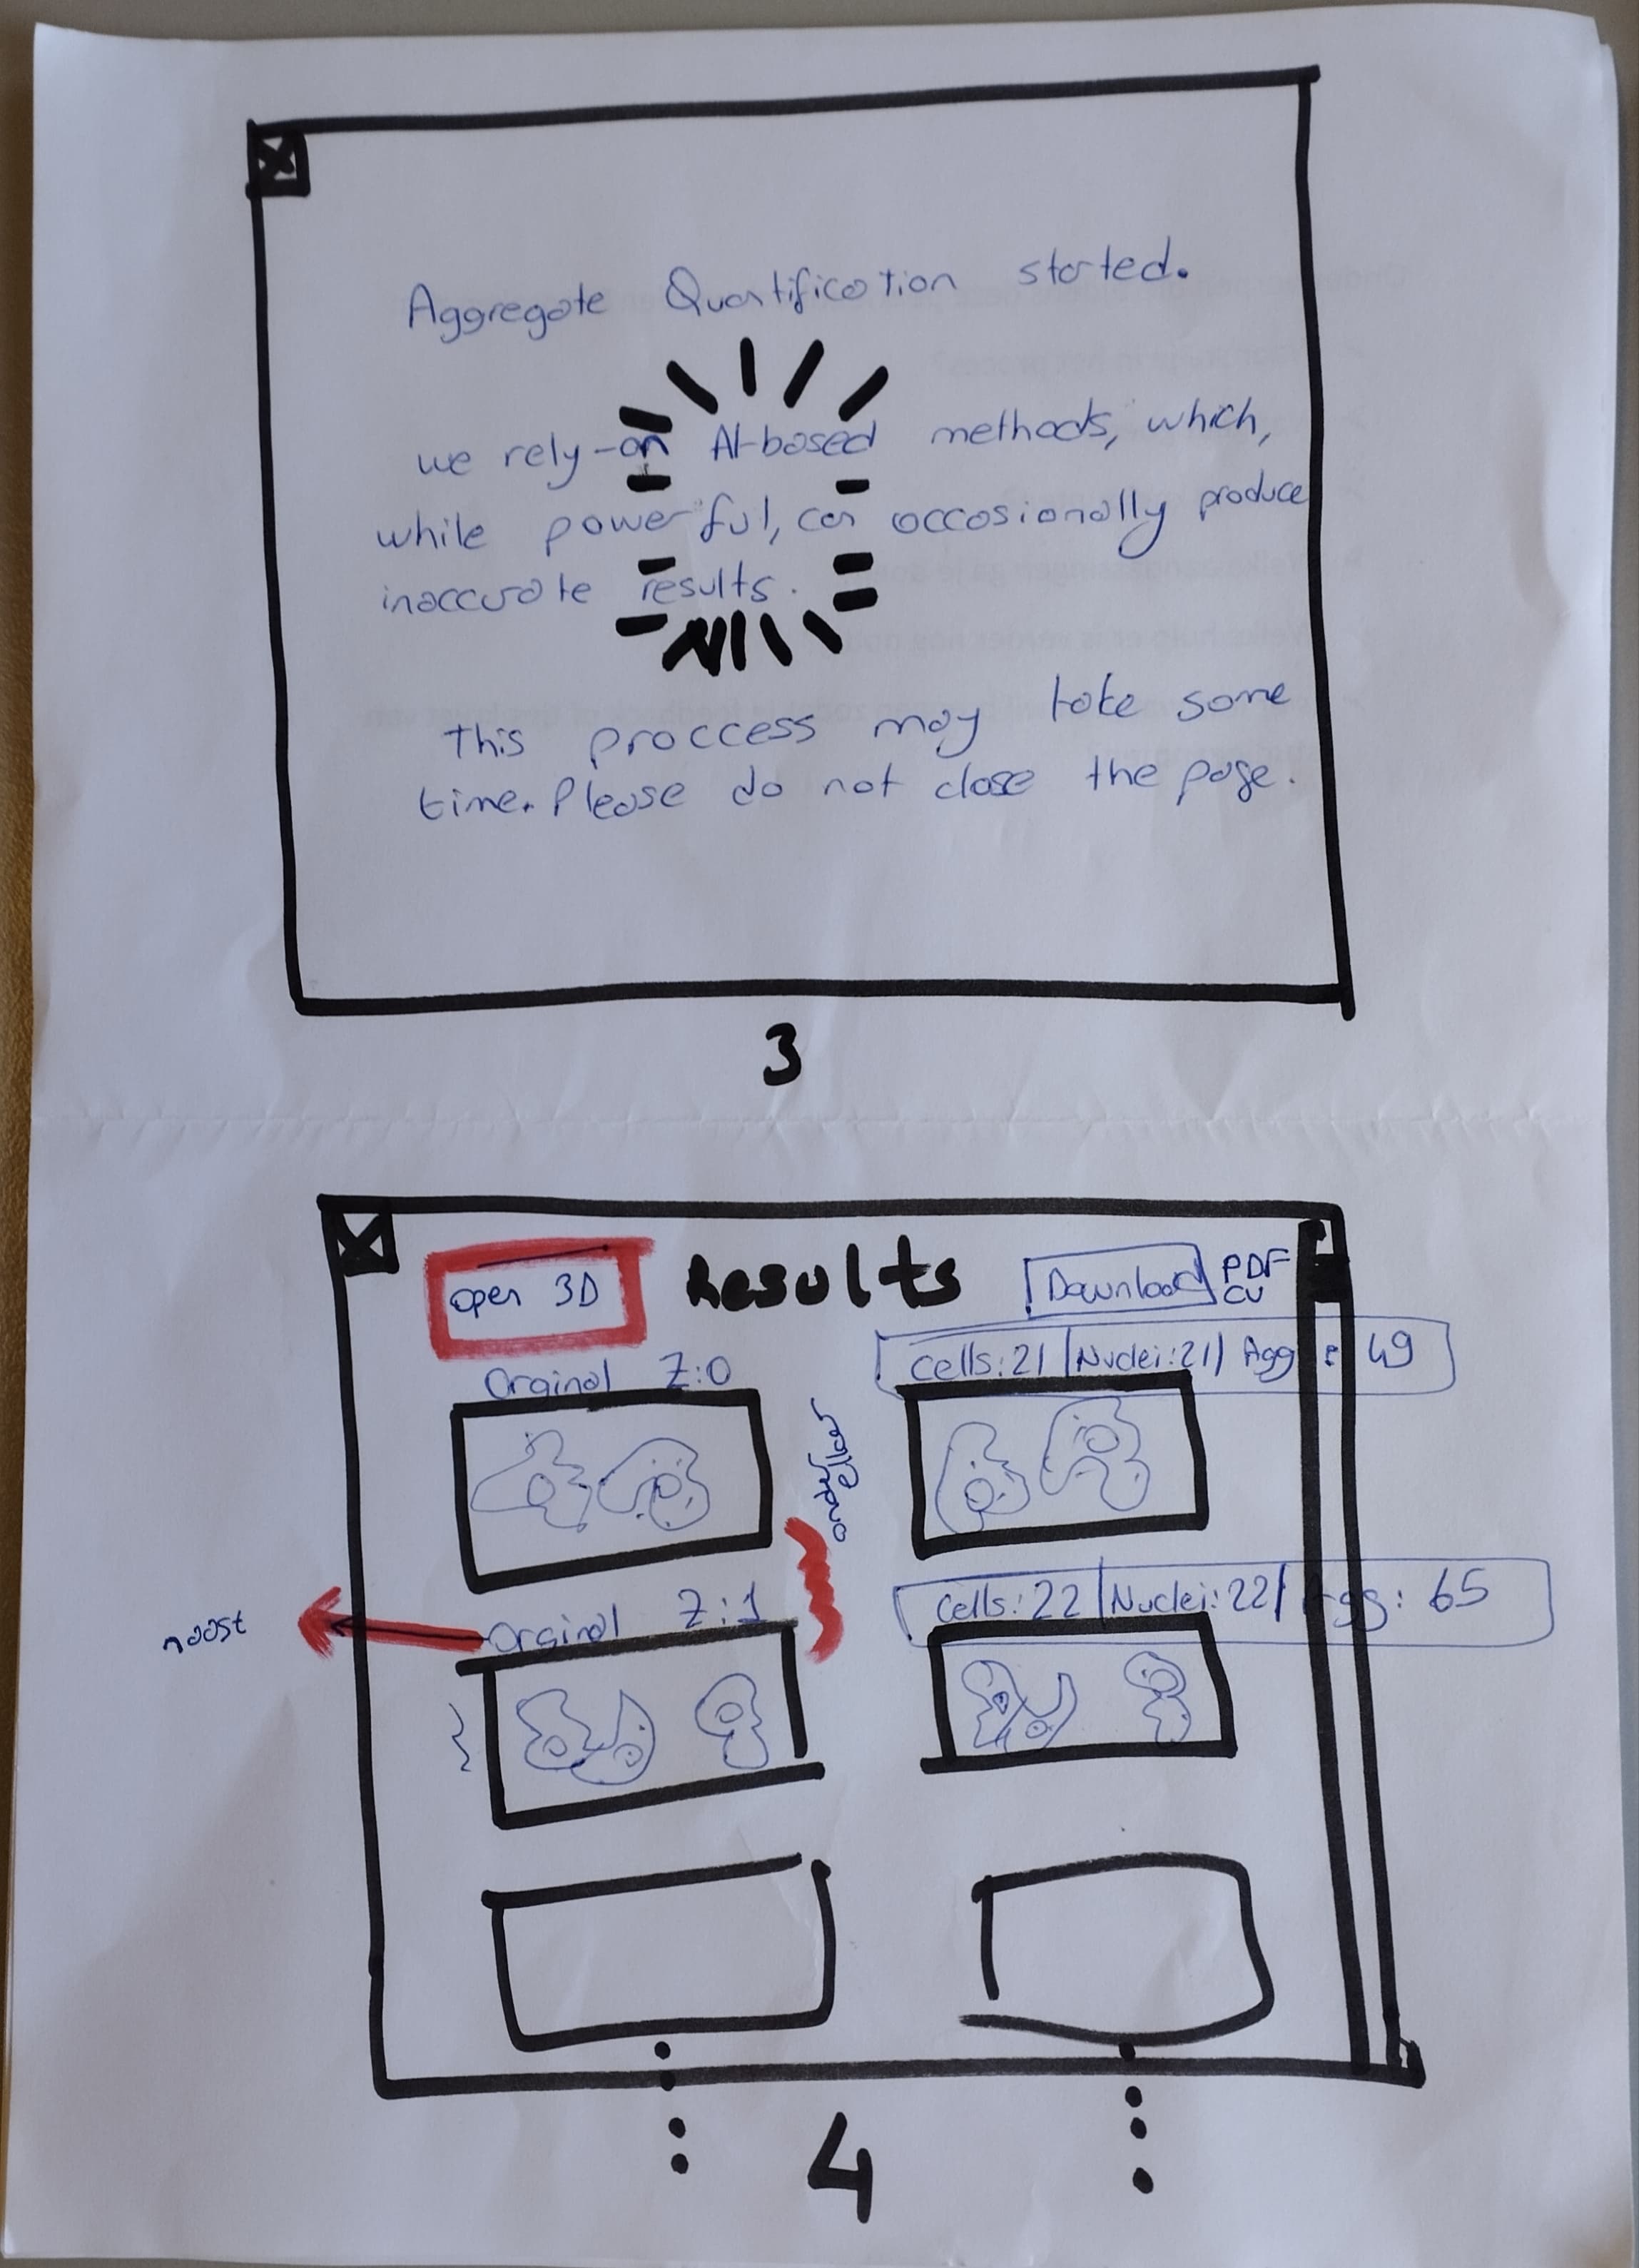 Aggregate Quantification started.
we rely-on AI-based methods, which,
while powerful, can occasionally produce
inaccurate results.
This proccess may take some
time. Please do not close the page.
3
open 3D Results Download PDF
CV
Orginal Z:0 Cells:21 | Nuclei:21 | Agg : 49
onder elkaar
naast Orginal Z:1 Cells:22 | Nuclei:22 | Agg: 65
4